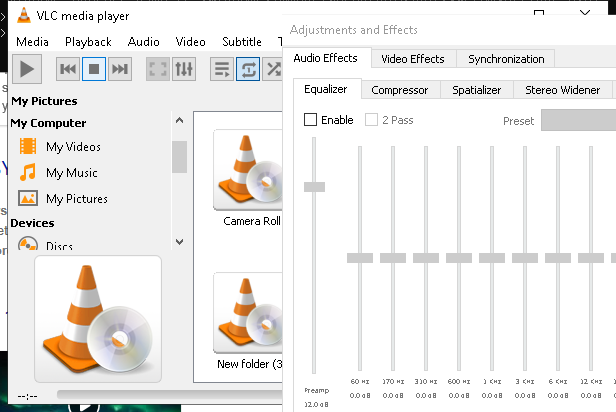 VLC media player
Media Playback Audio Video Subtitle T
My Pictures
My Computer
My Videos
My Music
My Pictures
Devices
Discs
Camera Roll
New folder (3
--:--
Adjustments and Effects
Audio Effects Video Effects Synchronization
Equalizer Compressor Spatializer Stereo Widener
Enable 2 Pass Preset
60 Hz 170 Hz 310 Hz 600 Hz 1 KHz 3 KHz 6 KHz 12 KHz
Preamp 0.0 dB 0.0 dB 0.0 dB 0.0 dB 0.0 dB 0.0 dB 0.0 dB 0.0 dB
12.0 dB